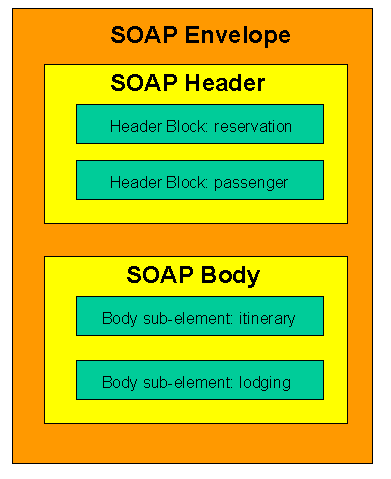 SOAP Envelope
SOAP Header
Header Block: reservation
Header Block: passenger
SOAP Body
Body sub-element: itinerary
Body sub-element: lodging